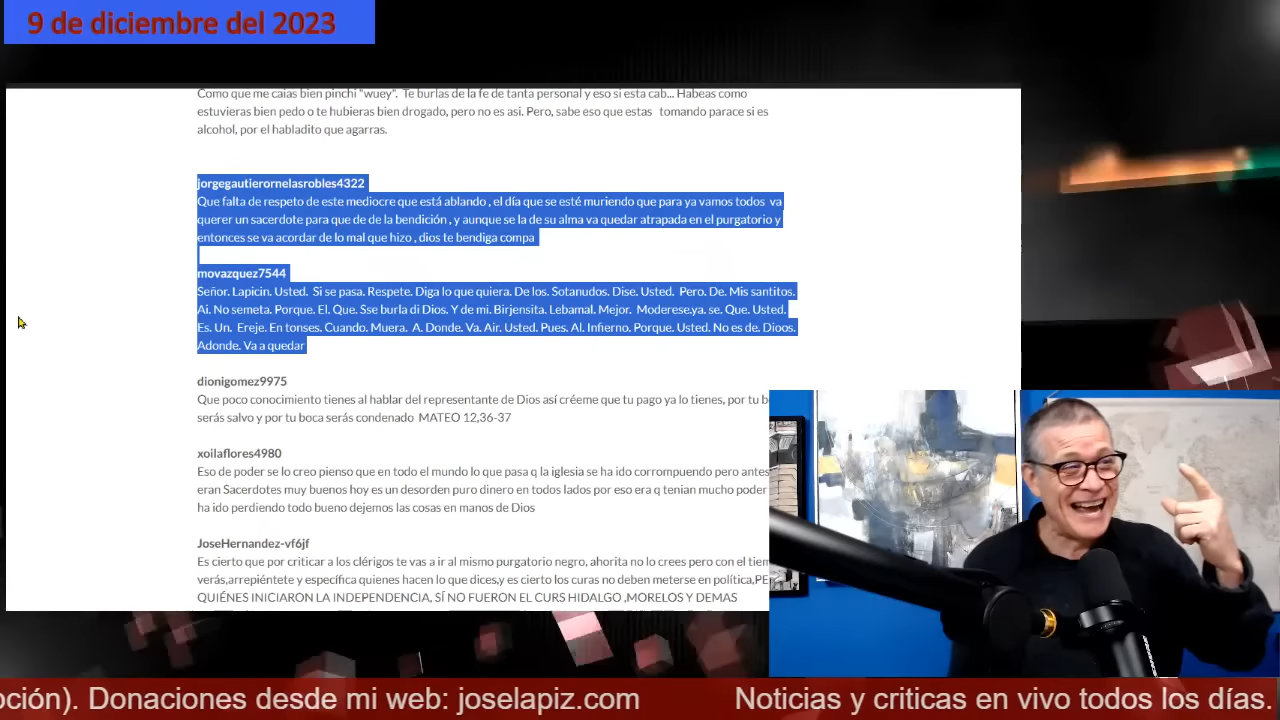 9 de diciembre del 2023
Como que me caias bien pinchi "wuey". Te burlas de la fe de tanta personal y eso si esta cab... Habeas como
estuvieras bien pedo o te hubieras bien drogado, pero no es asi. Pero, sabe eso que estas tomando parace si es
alcohol, por el habladito que agarras.
jorgegautierornelasrobles4322
Que falta de respeto de este mediocre que está ablando , el día que se esté muriendo que para ya vamos todos va
querer un sacerdote para que de de la bendición , y aunque se la de su alma va quedar atrapada en el purgatorio y
entonces se va acordar de lo mal que hizo , dios te bendiga compa
movazquez7544
Señor. Lapicin. Usted. Si se pasa. Respete. Diga lo que quiera. De los. Sotanudos. Dise. Usted. Pero. De. Mis santitos.
Ai. No semeta. Porque. El. Que. Sse burla di Dios. Y de mi. Birjensita. Lebamal. Mejor. Moderese.ya. se. Que. Usted.
Es. Un. Ereje. En tonses. Cuando. Muera. A. Donde. Va. Air. Usted. Pues. Al. Infierno. Porque. Usted. No es de. Dioos.
Adonde. Va a quedar
dionigomez9975
Que poco conocimiento tienes al hablar del representante de Dios así créeme que tu pago ya lo tienes, por tu b
serás salvo y por tu boca serás condenado MATEO 12,36-37
xoilaflores4980
Eso de poder se lo creo pienso que en todo el mundo lo que pasa q la iglesia se ha ido corrompuendo pero antes
eran Sacerdotes muy buenos hoy es un desorden puro dinero en todos lados por eso era q tenian mucho poder
ha ido perdiendo todo bueno dejemos las cosas en manos de Dios
JoseHernandez-vf6jf
Es cierto que por criticar a los clérigos te vas a ir al mismo purgatorio negro, ahorita no lo crees pero con el tiem
verás,arrepiéntete y específica quienes hacen lo que dices,y es cierto los curas no deben meterse en política,PE
QUIÉNES INICIARON LA INDEPENDENCIA, SÍ NO FUERON EL CURS HIDALGO ,MORELOS Y DEMAS
oción). Donaciones desde mi web: joselapiz.com Noticias y criticas en vivo todos los días.